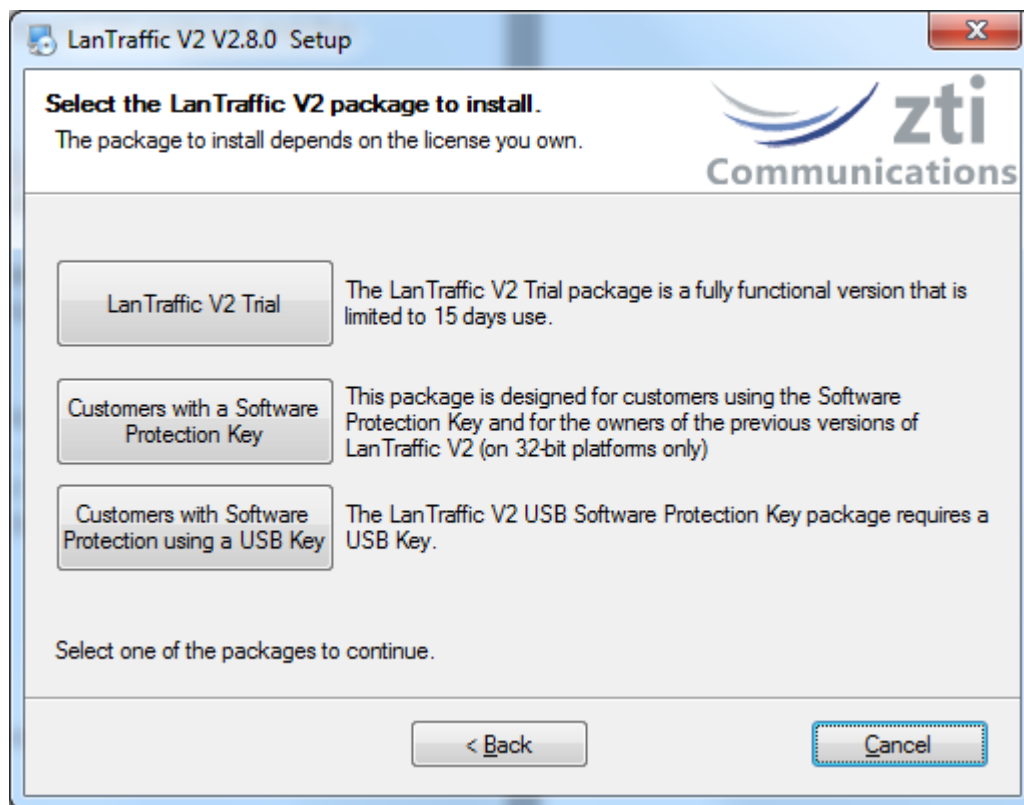 LanTraffic V2 V2.8.0 Setup
Select the LanTraffic V2 package to install.
The package to install depends on the license you own.
zti
Communications
LanTraffic V2 Trial
The LanTraffic V2 Trial package is a fully functional version that is
limited to 15 days use.
Customers with a Software
Protection Key
This package is designed for customers using the Software
Protection Key and for the owners of the previous versions of
LanTraffic V2 (on 32-bit platforms only)
Customers with Software
Protection using a USB Key
The LanTraffic V2 USB Software Protection Key package requires a
USB Key.
Select one of the packages to continue.
< Back
Cancel